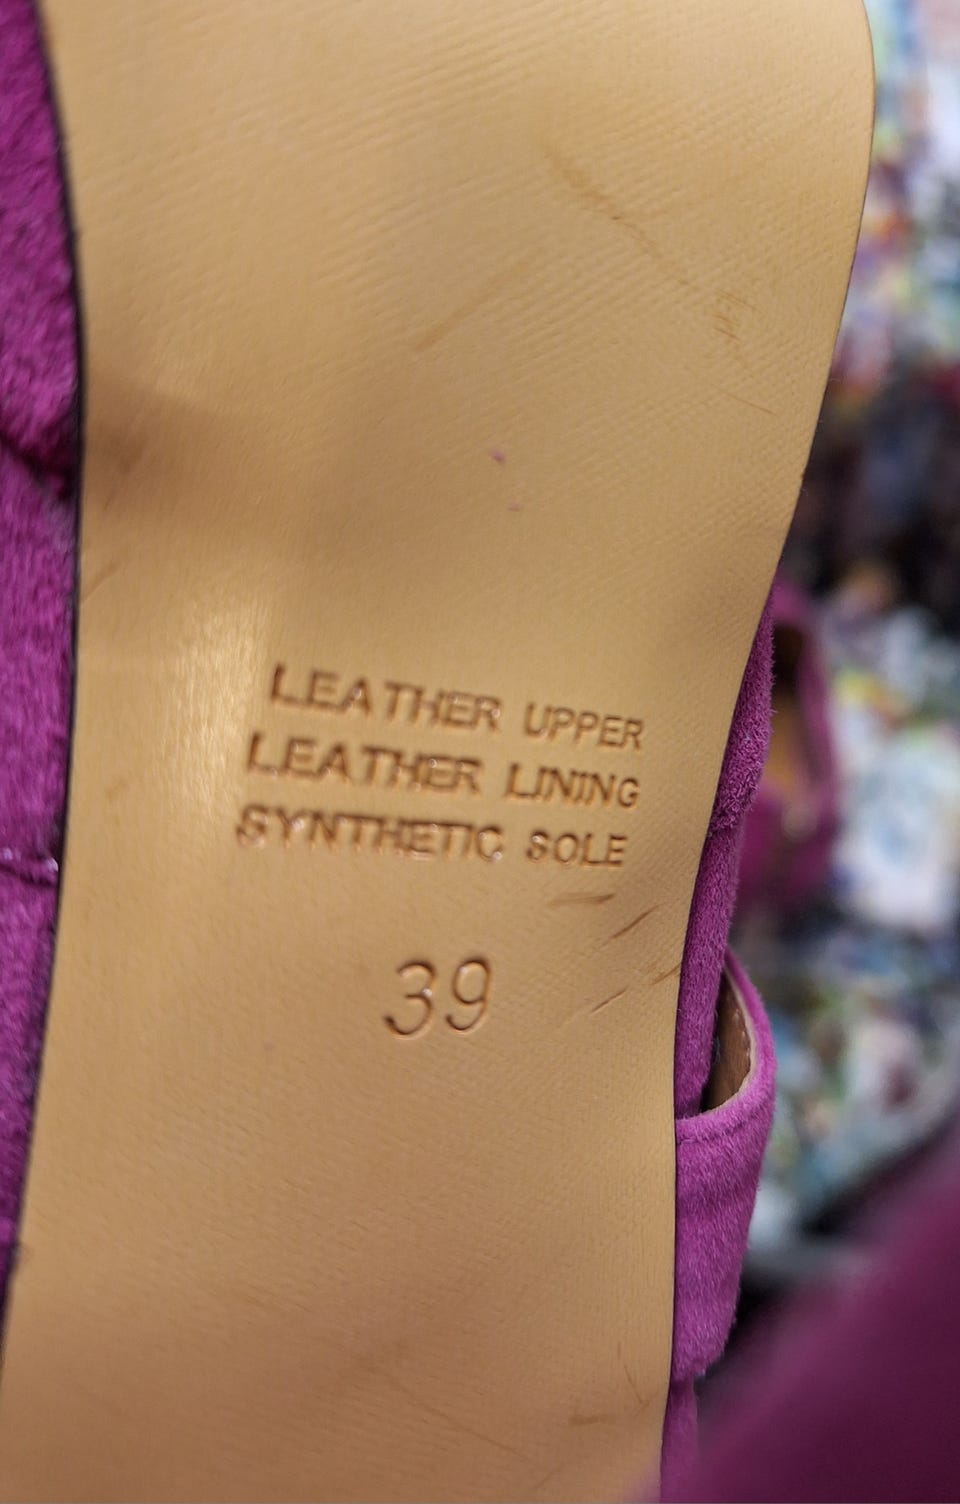 LEATHER UPPER
LEATHER LINING
SYNTHETIC SOLE
39